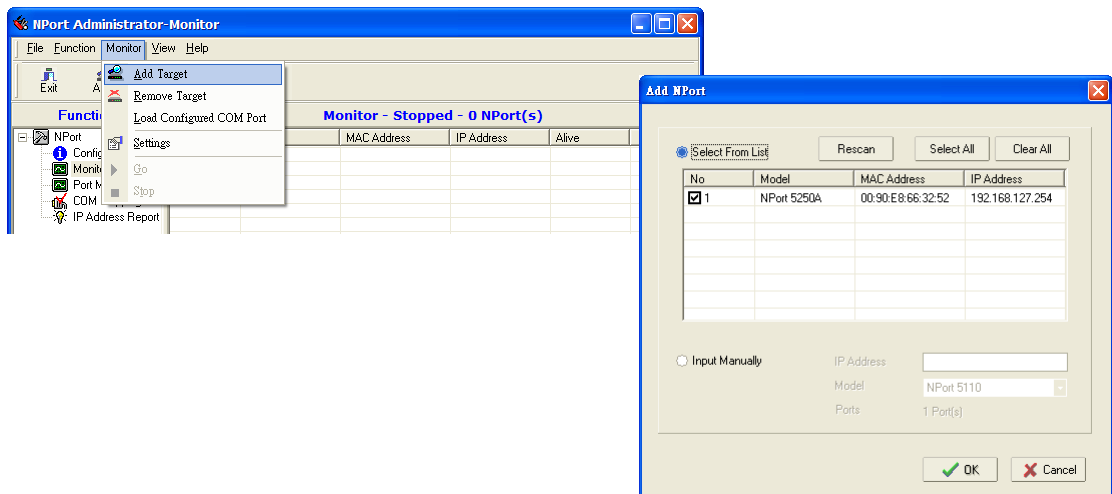 NPort Administrator-Monitor
File Function Monitor View Help
Exit
Add Target
Remove Target
Load Configured COM Port
Settings
Go
Stop
Monitor - Stopped - 0 NPort(s)
MAC Address IP Address Alive
NPort
COM
IP Address Report
Add NPort
Select From List Rescan Select All Clear All
No Model MAC Address IP Address
1 NPort 5250A 00:90:E8:66:32:52 192.168.127.254
Input Manually IP Address
Model NPort 5110
Ports 1 Port(s)
OK Cancel